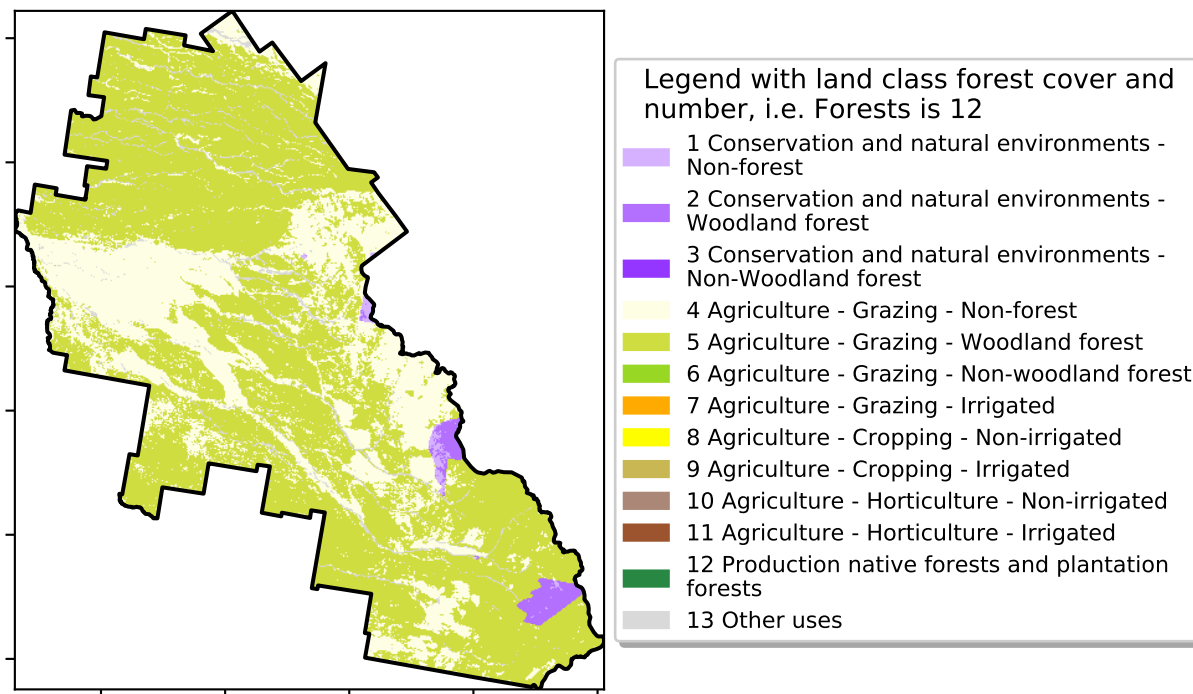 Legend with land class forest cover and
number, i.e. Forests is 12
1 Conservation and natural environments -
Non-forest
2 Conservation and natural environments -
Woodland forest
3 Conservation and natural environments -
Non-Woodland forest
4 Agriculture - Grazing - Non-forest
5 Agriculture - Grazing - Woodland forest
6 Agriculture - Grazing - Non-woodland forest
7 Agriculture - Grazing - Irrigated
8 Agriculture - Cropping - Non-irrigated
9 Agriculture - Cropping - Irrigated
10 Agriculture - Horticulture - Non-irrigated
11 Agriculture - Horticulture - Irrigated
12 Production native forests and plantation
forests
13 Other uses